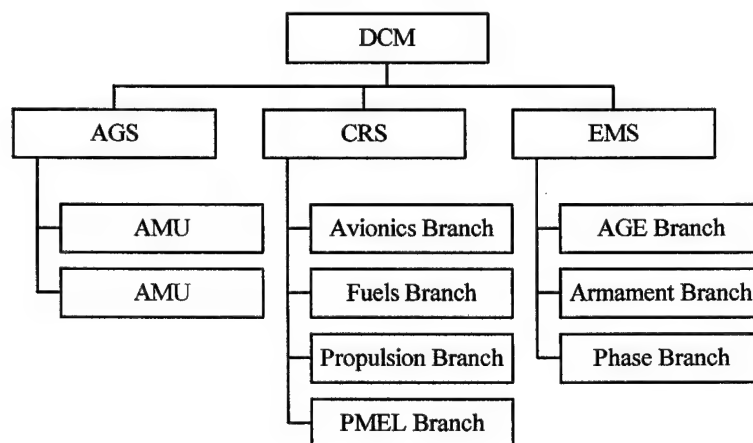 DCM
AGS
CRS
EMS
AMU
Avionics Branch
AGE Branch
AMU
Fuels Branch
Armament Branch
Propulsion Branch
Phase Branch
PMEL Branch